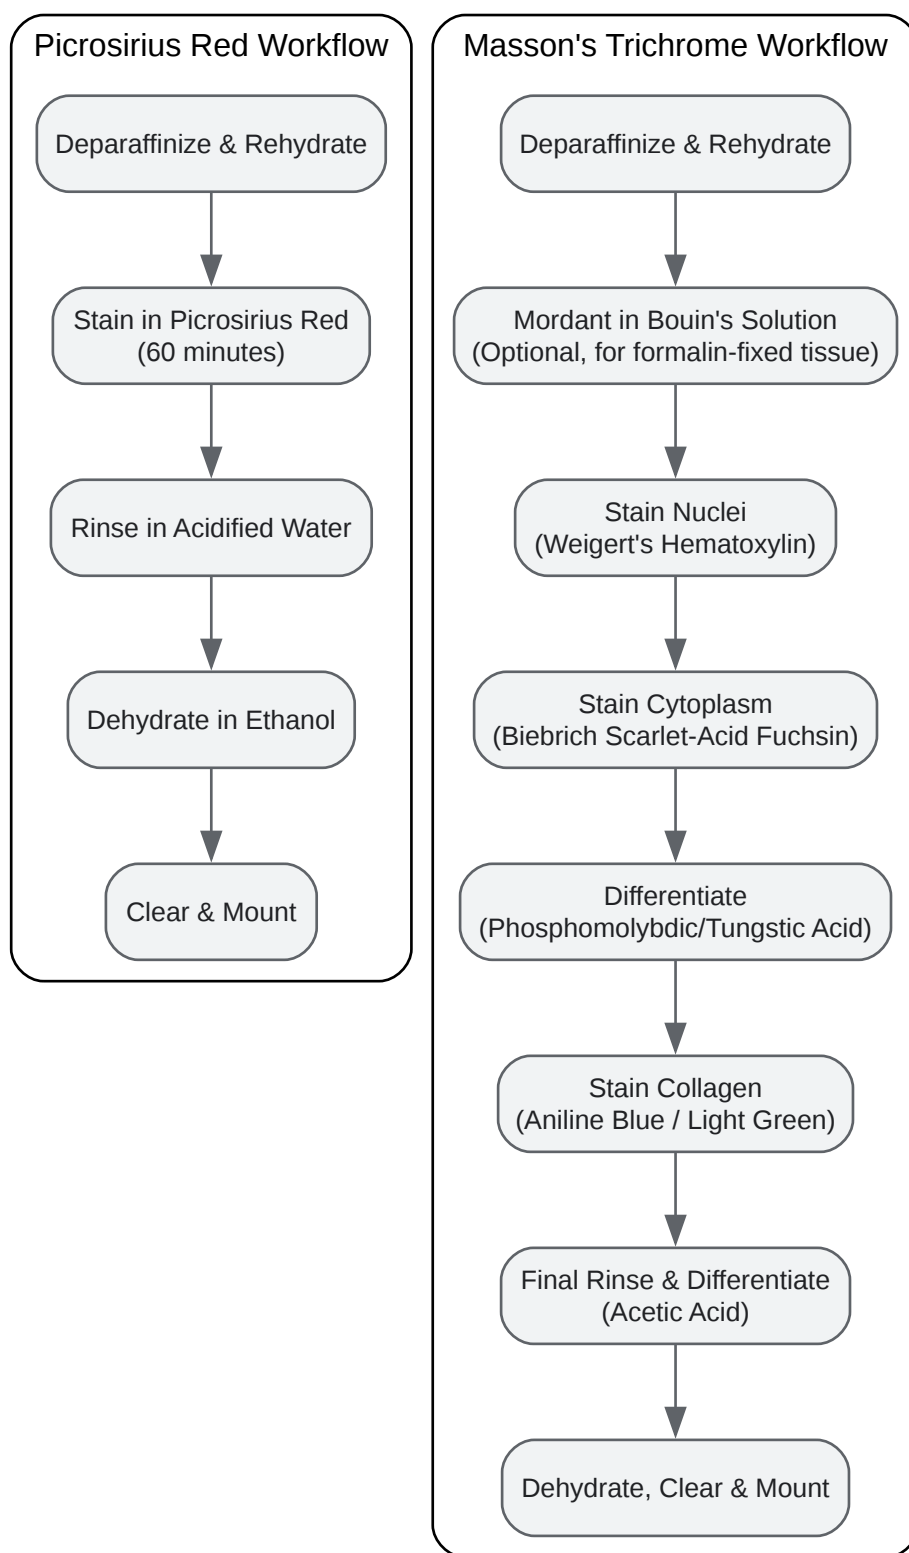 Picrosirius Red Workflow
Deparaffinize & Rehydrate
Stain in Picrosirius Red
(60 minutes)
Rinse in Acidified Water
Dehydrate in Ethanol
Clear & Mount
Masson's Trichrome Workflow
Deparaffinize & Rehydrate
Mordant in Bouin's Solution
(Optional, for formalin-fixed tissue)
Stain Nuclei
(Weigert's Hematoxylin)
Stain Cytoplasm
(Biebrich Scarlet-Acid Fuchsin)
Differentiate
(Phosphomolybdic/Tungstic Acid)
Stain Collagen
(Aniline Blue / Light Green)
Final Rinse & Differentiate
(Acetic Acid)
Dehydrate, Clear & Mount